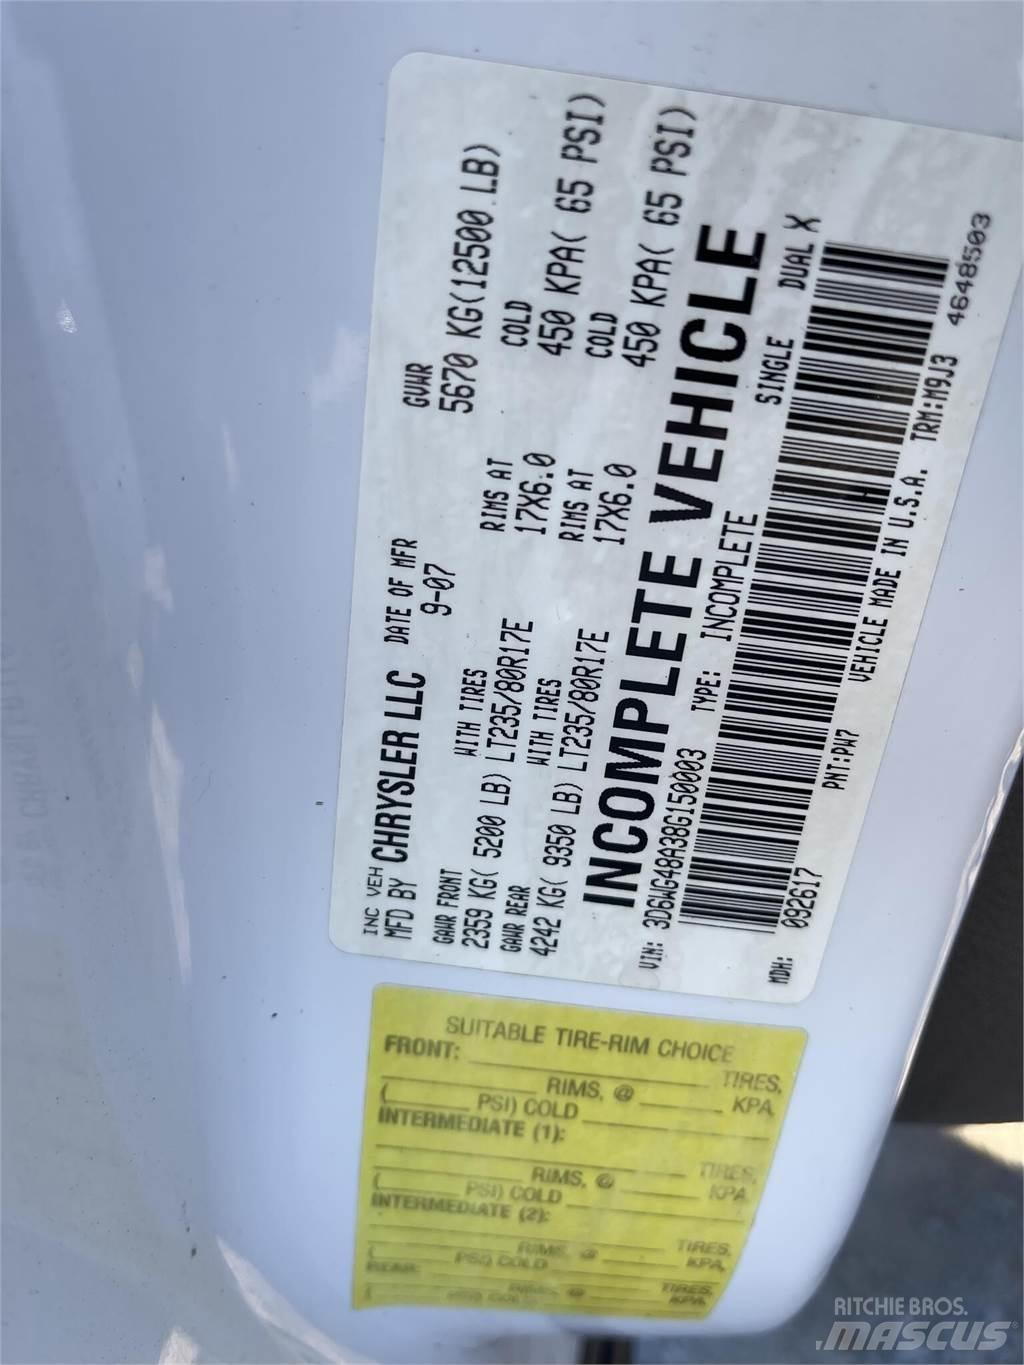 INC VEH
MFD BY CHRYSLER LLC
DATE OF MFR
9-07
GVWR
5670 KG(12500 LB)
GAWR FRONT
WITH TIRES
RIMS AT
COLD
2359 KG( 5200 LB) LT235/80R17E
17X6.0
450 KPA( 65 PSI)
GAWR REAR
WITH TIRES
RIMS AT
COLD
4242 KG( 9350 LB) LT235/80R17E
17X6.0
450 KPA( 65 PSI)
INCOMPLETE VEHICLE
VIN: 3D6WG48A38G150003
TYPE: INCOMPLETE
SINGLE
DUAL X
MDH: 092617
PNT:PW7
VEHICLE MADE IN U.S.A.
TRM:M9J3
4648503
SUITABLE TIRE-RIM CHOICE
FRONT: TIRES,
RIMS, @ KPA
( PSI) COLD
INTERMEDIATE (1):
TIRES,
RIMS, @ KPA
( PSI) COLD
INTERMEDIATE (2):
TIRES,
RIMS, @ KPA,
( PSI) COLD
REAR: TIRES,
RIMS, @ KPA,
( PSI) COLD
RITCHIE BROS.
MASCUS